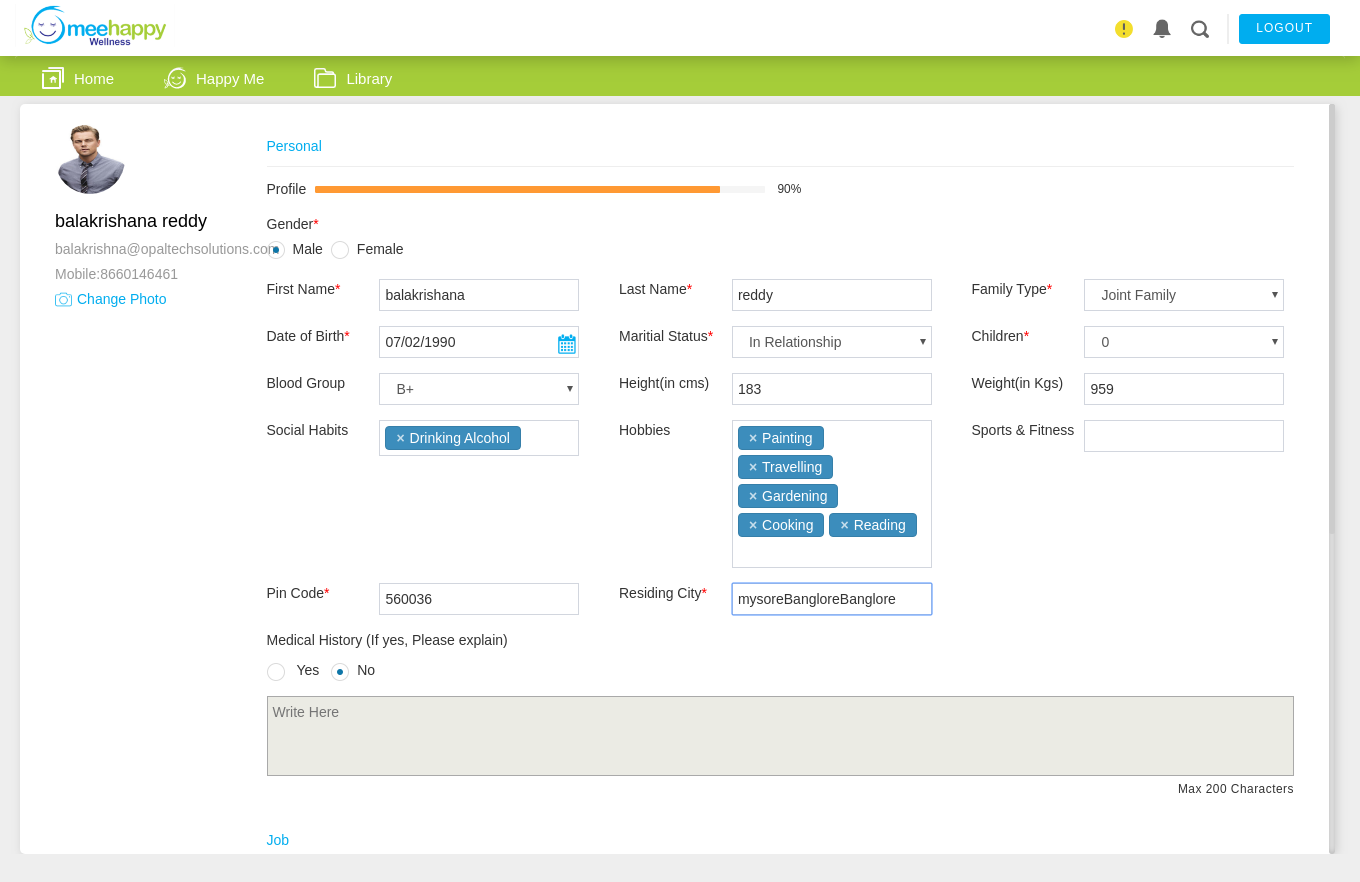 meehappy
Wellness
LOGOUT
Home Happy Me Library
balakrishana reddy
balakrishna@opaltechsolutions.com
Mobile:8660146461
Change Photo
Personal
Profile 90%
Gender*
Male Female
First Name* balakrishana Last Name* reddy Family Type* Joint Family
Date of Birth* 07/02/1990 Maritial Status* In Relationship Children* 0
Blood Group B+ Height(in cms) 183 Weight(in Kgs) 959
Social Habits × Drinking Alcohol Hobbies × Painting Sports & Fitness
× Travelling
× Gardening
× Cooking × Reading
Pin Code* 560036 Residing City* mysoreBangloreBanglore
Medical History (If yes, Please explain)
Yes No
Write Here
Max 200 Characters
Job